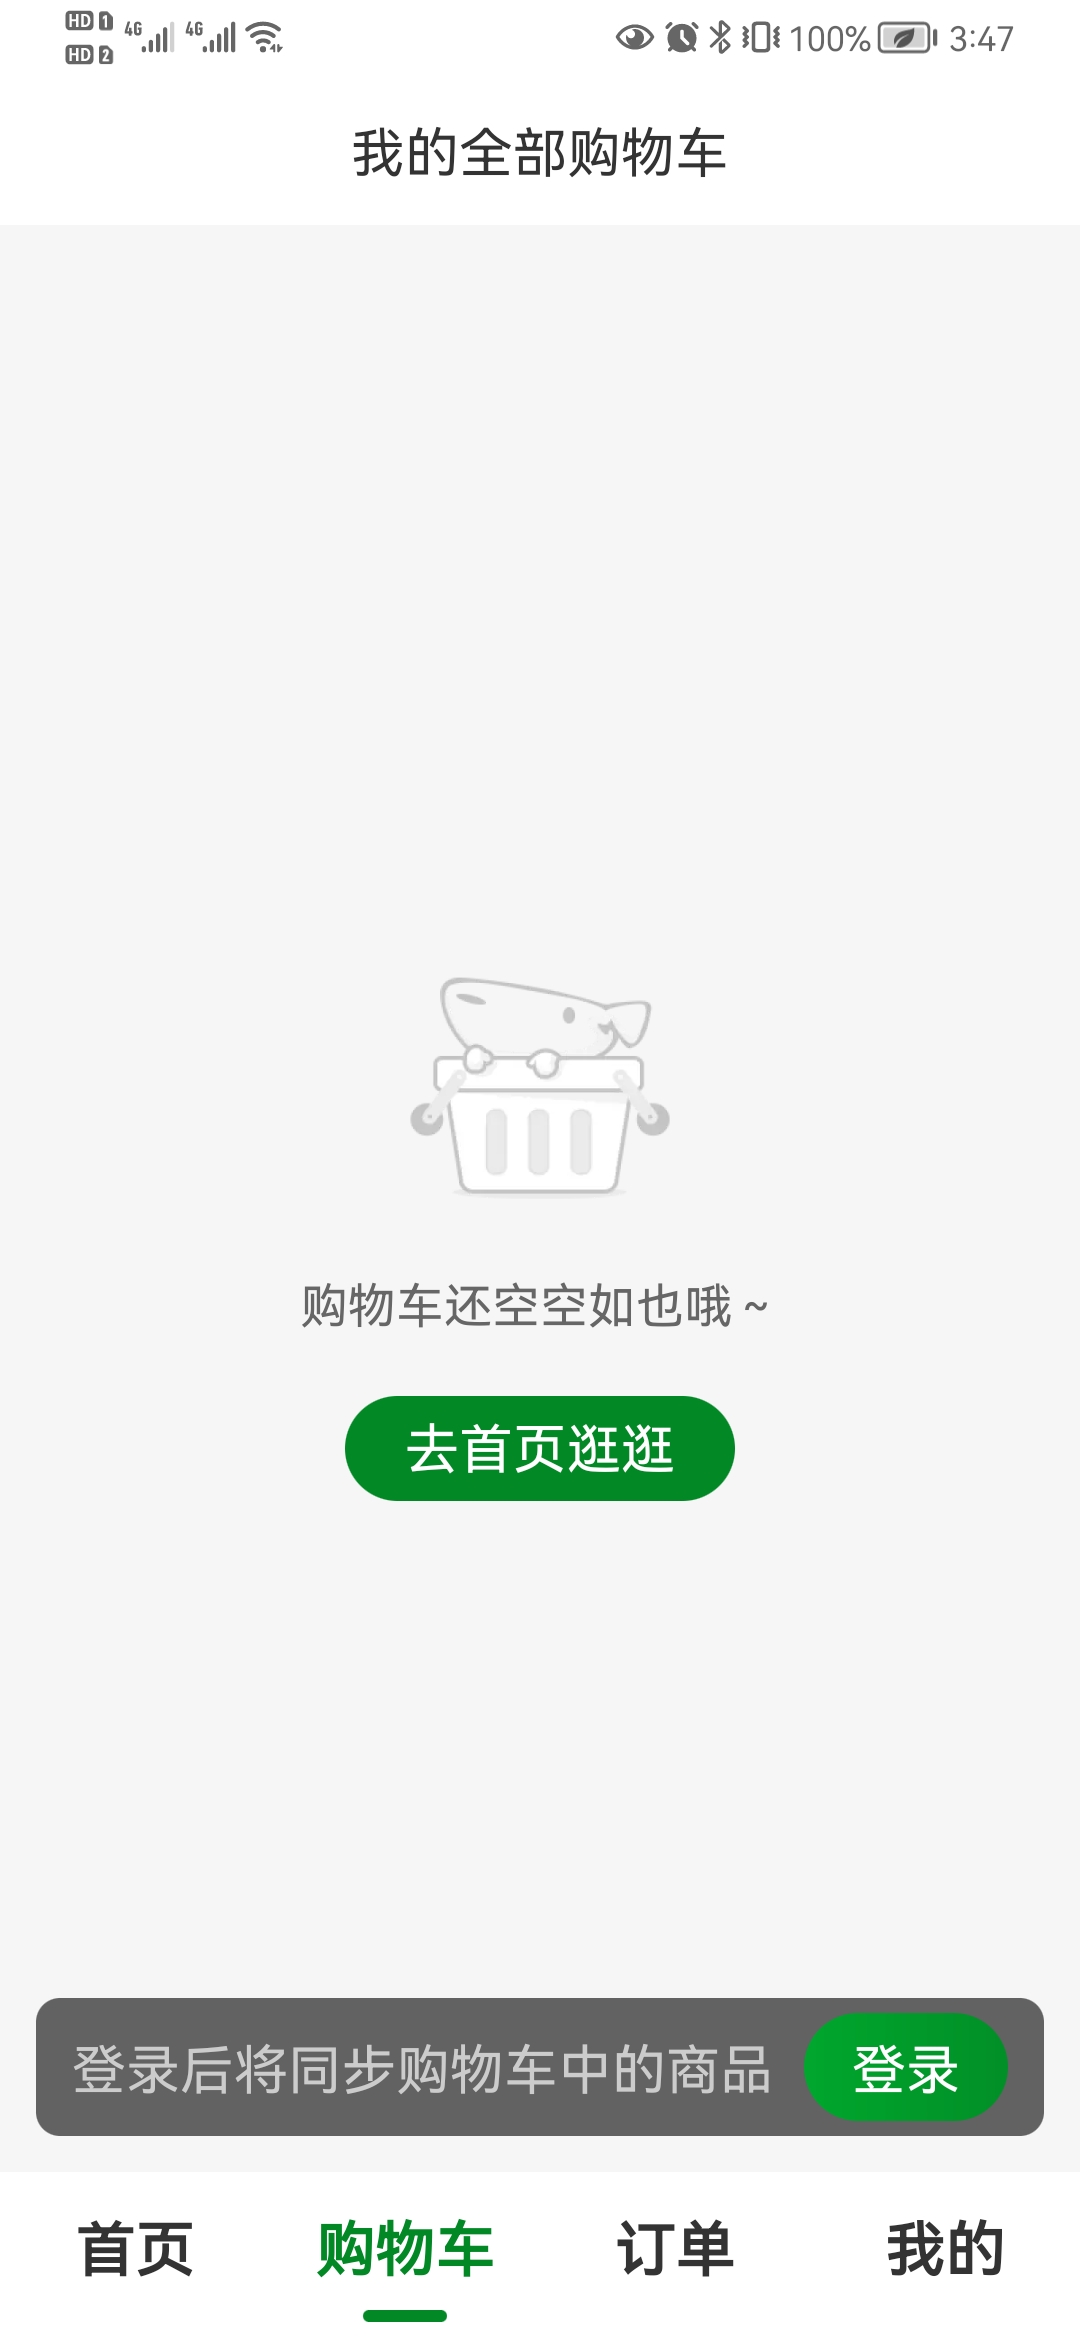 HD 1 4G 4G 100% 3:47
HD 2
我的全部购物车
购物车还空空如也哦~
去首页逛逛
登录后将同步购物车中的商品 登录
首页 购物车 订单 我的